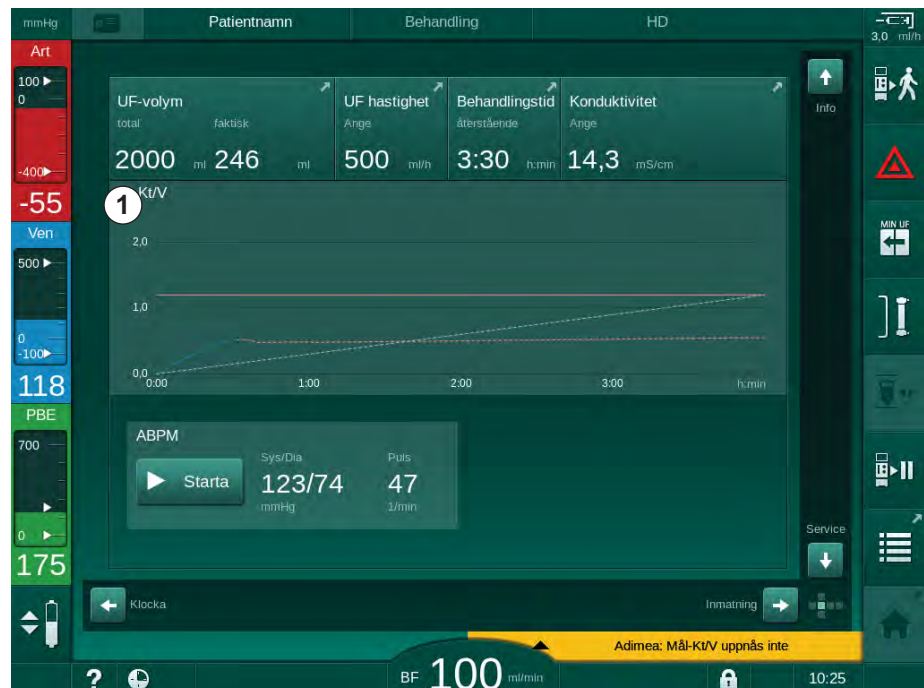 mmHg Patientnamn Behandling HD 3,0 ml/h
Art
100
0
-400
-55
Ven
500
0
-100
118
PBE
700
0
175
UF-volym
total faktisk
2000 ml 246 ml
UF hastighet
Ange
500 ml/h
Behandlingstid
återstående
3:30 h:min
Konduktivitet
Ange
14,3 mS/cm
Info
MIN UF
1
Kt/V
2,0
1,0
0,0
0:00 1:00 2:00 3:00 h:min
ABPM
Starta
Sys/Dia
123/74
mmHg
Puls
47
1/min
Service
Klocka Inmatning
Adimea: Mål-Kt/V uppnås inte
? BF 100 ml/min 10:25